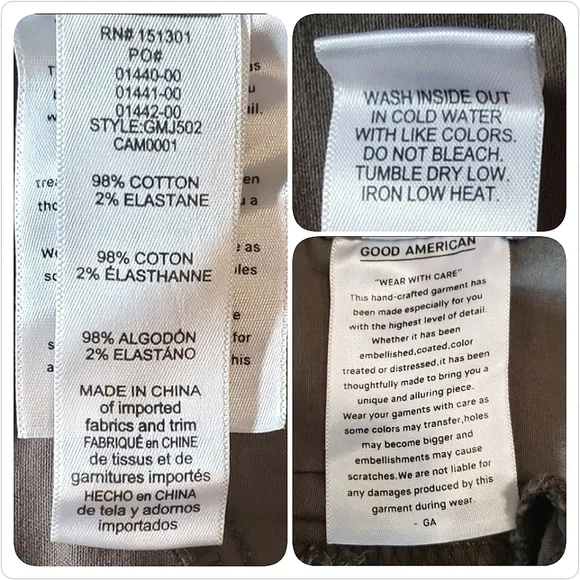 RN# 151301
PO#
01440-00
01441-00
01442-00
STYLE:GMJ502
CAM0001
98% COTTON
2% ELASTANE
98% COTON
2% ÉLASTHANNE
98% ALGODÓN
2% ELASTÁNO
MADE IN CHINA
of imported
fabrics and trim
FABRIQUÉ en CHINE
de tissus et de
garnitures importés
HECHO en CHINA
de tela y adornos
importados
WASH INSIDE OUT
IN COLD WATER
WITH LIKE COLORS.
DO NOT BLEACH.
TUMBLE DRY LOW.
IRON LOW HEAT.
GOOD AMERICAN
"WEAR WITH CARE"
This hand-crafted garment has
been made especially for you
with the highest level of detail.
Whether it has been
embellished,coated,color
treated or distressed,it has been
thoughtfully made to bring you a
unique and alluring piece.
Wear your gaments with care as
some colors may transfer,holes
may become bigger and
embellishments may cause
scratches.We are not liable for
any damages produced by this
garment during wear.
- GA